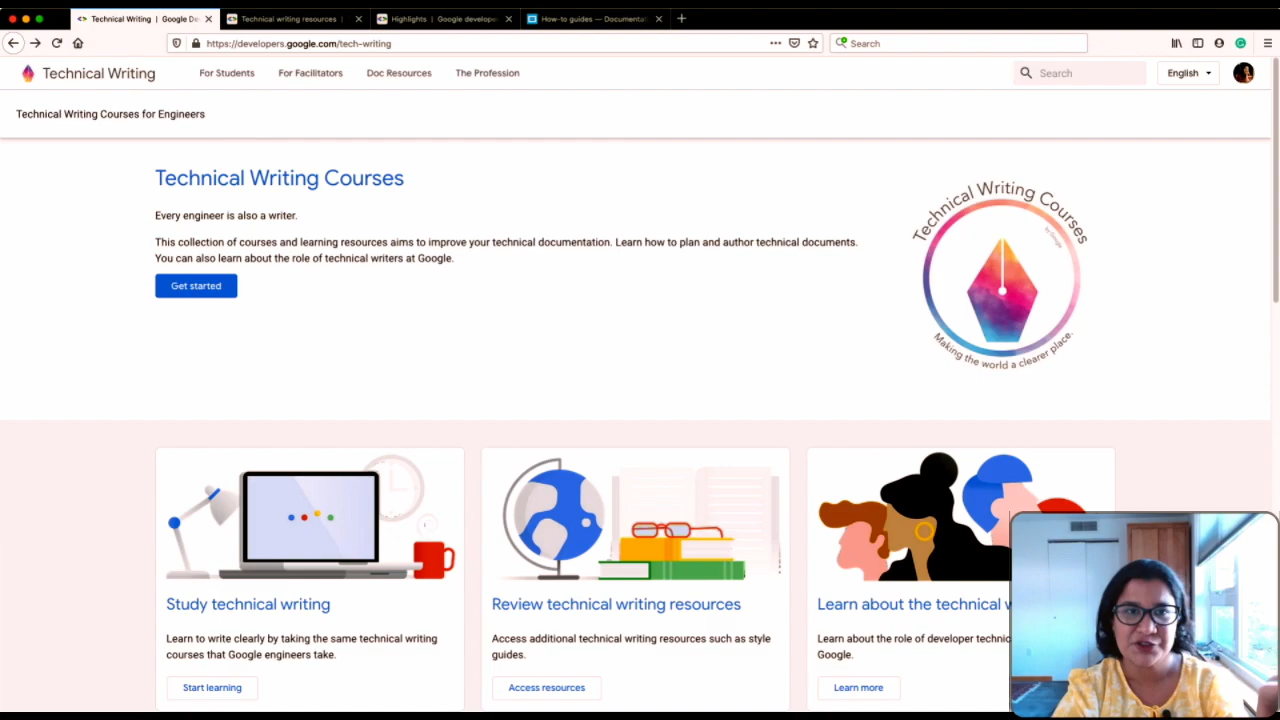 Technical Writing | Google De
Technical writing resources |
Highlights | Google develope
How-to guides — Documentat
https://developers.google.com/tech-writing
Search
Technical Writing
For Students
For Facilitators
Doc Resources
The Profession
Search
English
Technical Writing Courses for Engineers
Technical Writing Courses
Every engineer is also a writer.
This collection of courses and learning resources aims to improve your technical documentation. Learn how to plan and author technical documents.
You can also learn about the role of technical writers at Google.
Get started
Technical Writing Courses
by Google
Making the world a clearer place.
Study technical writing
Learn to write clearly by taking the same technical writing
courses that Google engineers take.
Start learning
Review technical writing resources
Access additional technical writing resources such as style
guides.
Access resources
Learn about the technical w
Learn about the role of developer technic
Google.
Learn more